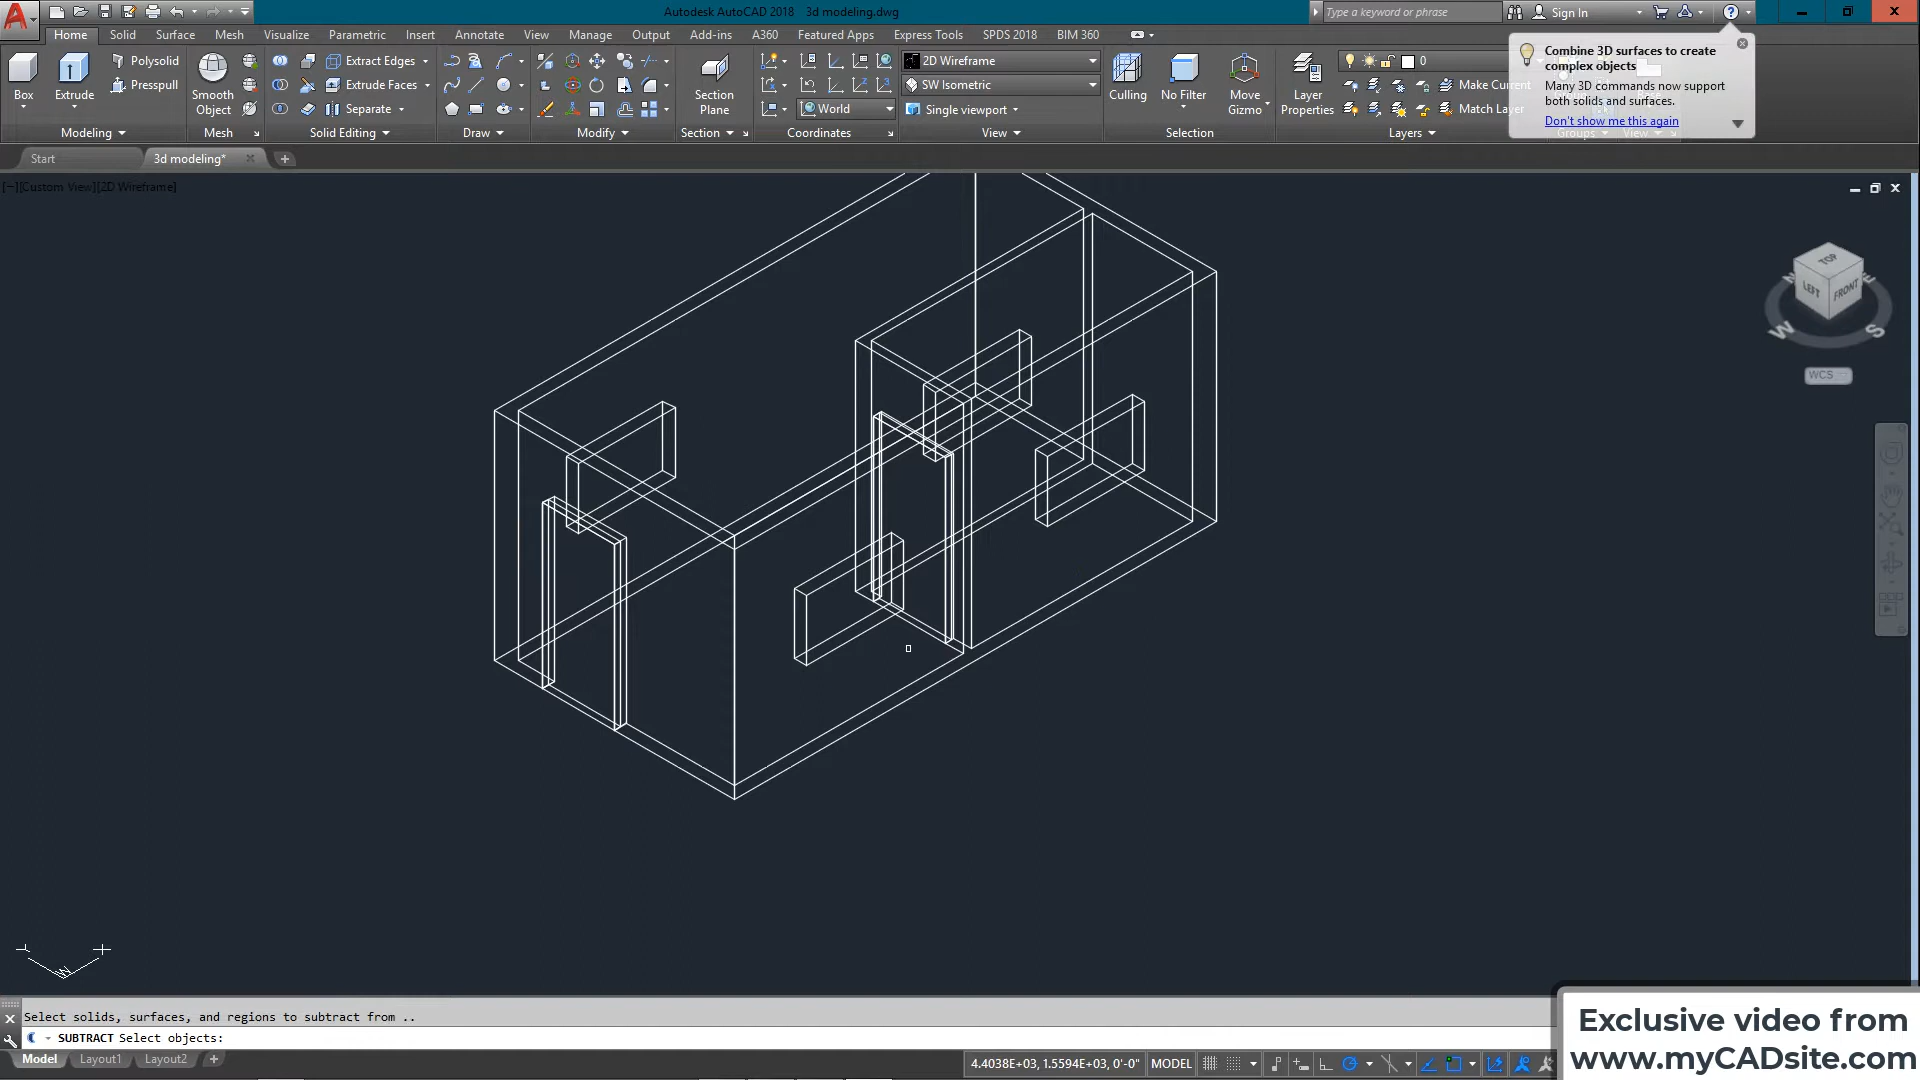 Autodesk AutoCAD 2018 3d modeling.dwg
Type a keyword or phrase
Sign In
Home Solid Surface Mesh Visualize Parametric Insert Annotate View Manage Output Add-ins A360 Featured Apps Express Tools SPDS 2018 BIM 360
Box
Extrude
Polysolid
Presspull
Modeling
Smooth
Object
Mesh
Extract Edges
Extrude Faces
Separate
Solid Editing
Draw
Modify
Section
Plane
Section
World
Coordinates
2D Wireframe
SW Isometric
Single viewport
View
Culling
No Filter
Move
Gizmo
Selection
Layer
Properties
0
Make Current
Match Layer
Layers
Groups
View
Combine 3D surfaces to create
complex objects
Many 3D commands now support
both solids and surfaces.
Don't show me this again
Start
3d modeling*
[−][Custom View][2D Wireframe]
TOP
LEFT
FRONT
W
S
WCS
Select solids, surfaces, and regions to subtract from ..
SUBTRACT Select objects:
Model Layout1 Layout2
4.4038E+03, 1.5594E+03, 0'-0" MODEL
Exclusive video from
www.myCADsite.com